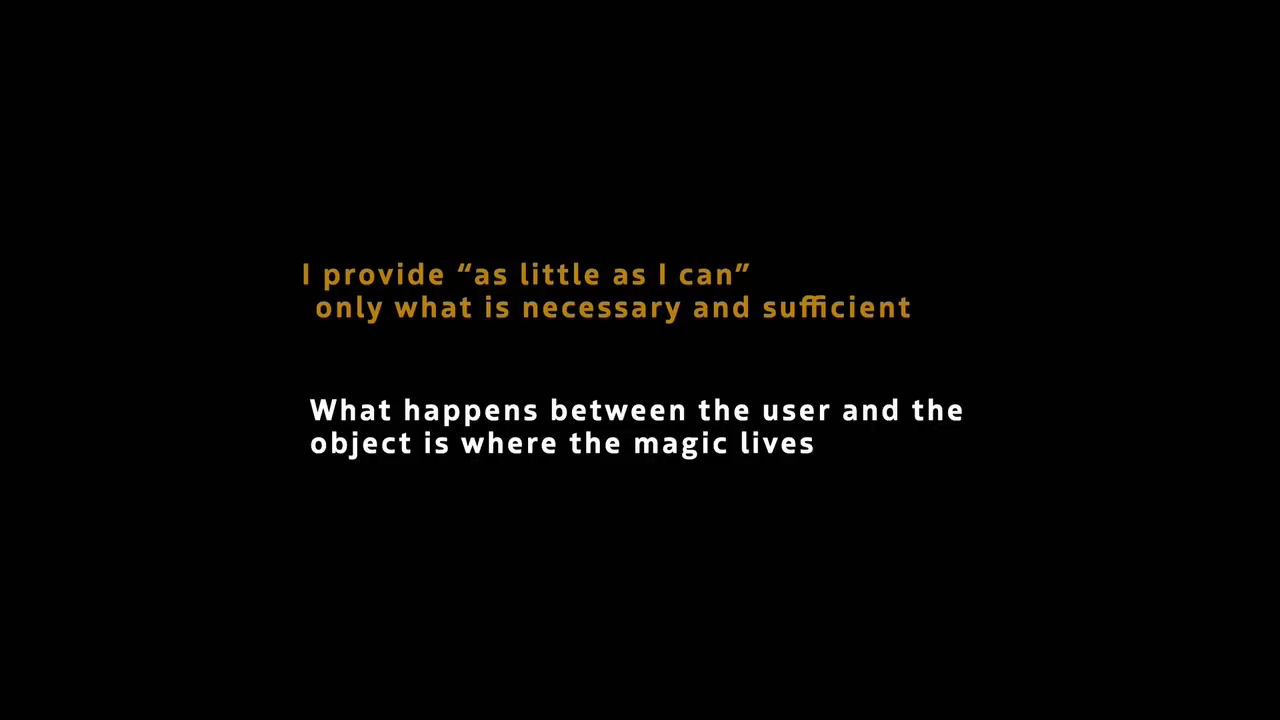 I provide “as little as I can”
only what is necessary and sufficient
What happens between the user and the
object is where the magic lives